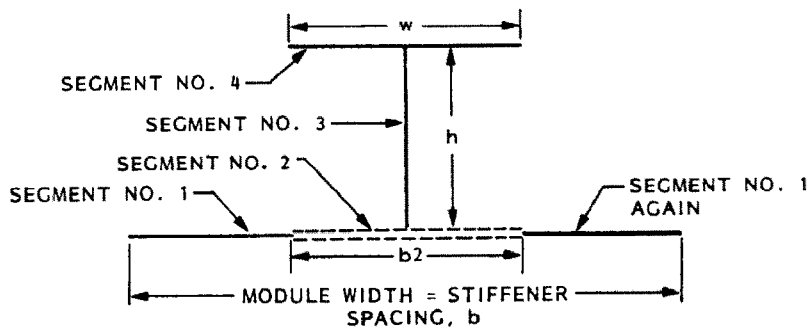 w
SEGMENT NO. 4
SEGMENT NO. 3
h
SEGMENT NO. 2
SEGMENT NO. 1
SEGMENT NO. 1
AGAIN
b2
MODULE WIDTH = STIFFENER
SPACING, b